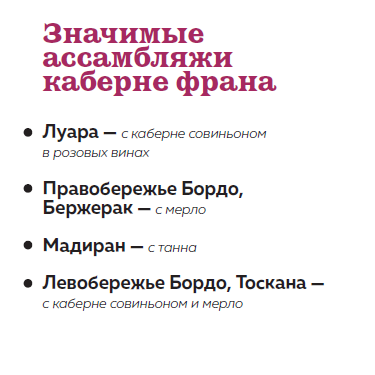 Значимые
ассамбляжи
каберне франа
• Луара — с каберне совиньоном
в розовых винах
• Правобережье Бордо,
Бержерак — с мерло
• Мадиран — с танна
• Левобережье Бордо, Тоскана —
с каберне совиньоном и мерло